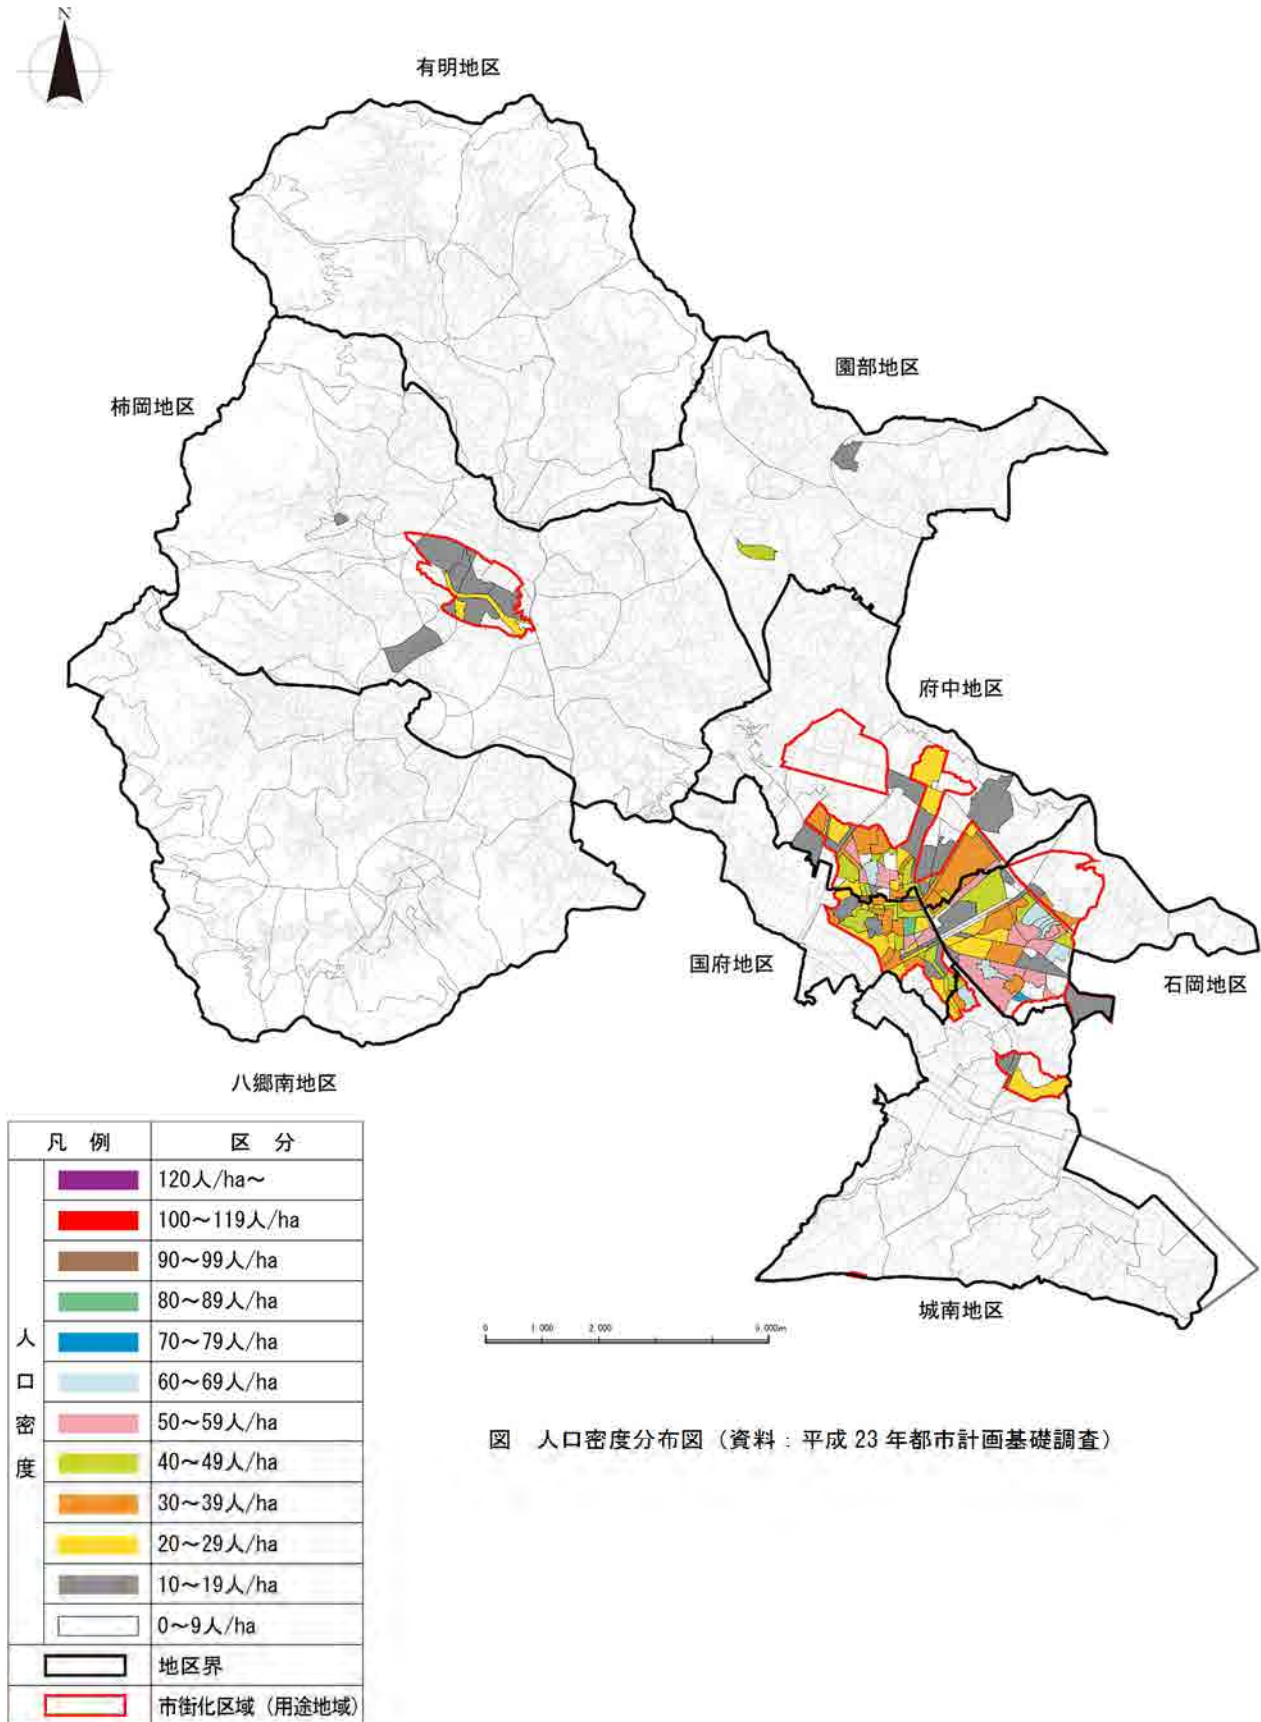 N
有明地区
園部地区
柿岡地区
府中地区
国府地区
石岡地区
八郷南地区
城南地区
凡 例 区 分
人口密度
120人/ha～
100～119人/ha
90～99人/ha
80～89人/ha
70～79人/ha
60～69人/ha
50～59人/ha
40～49人/ha
30～39人/ha
20～29人/ha
10～19人/ha
0～9人/ha
地区界
市街化区域（用途地域）
0 1 000 2 000
図 人口密度分布図（資料：平成 23 年都市計画基礎調査）